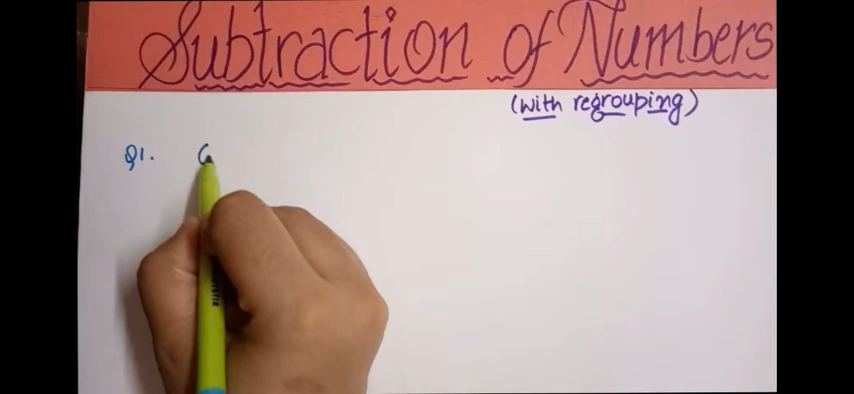 Subtraction of Numbers
(with regrouping)
Q1.